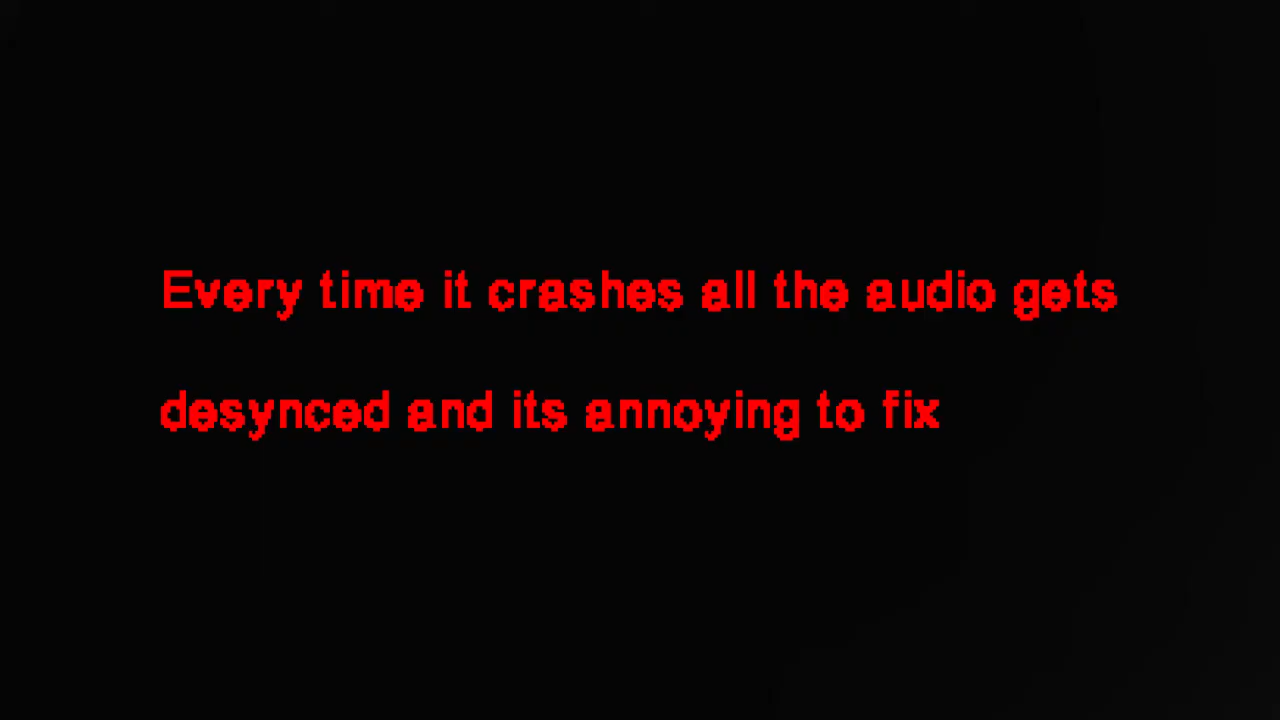 Every time it crashes all the audio gets
desynced and its annoying to fix